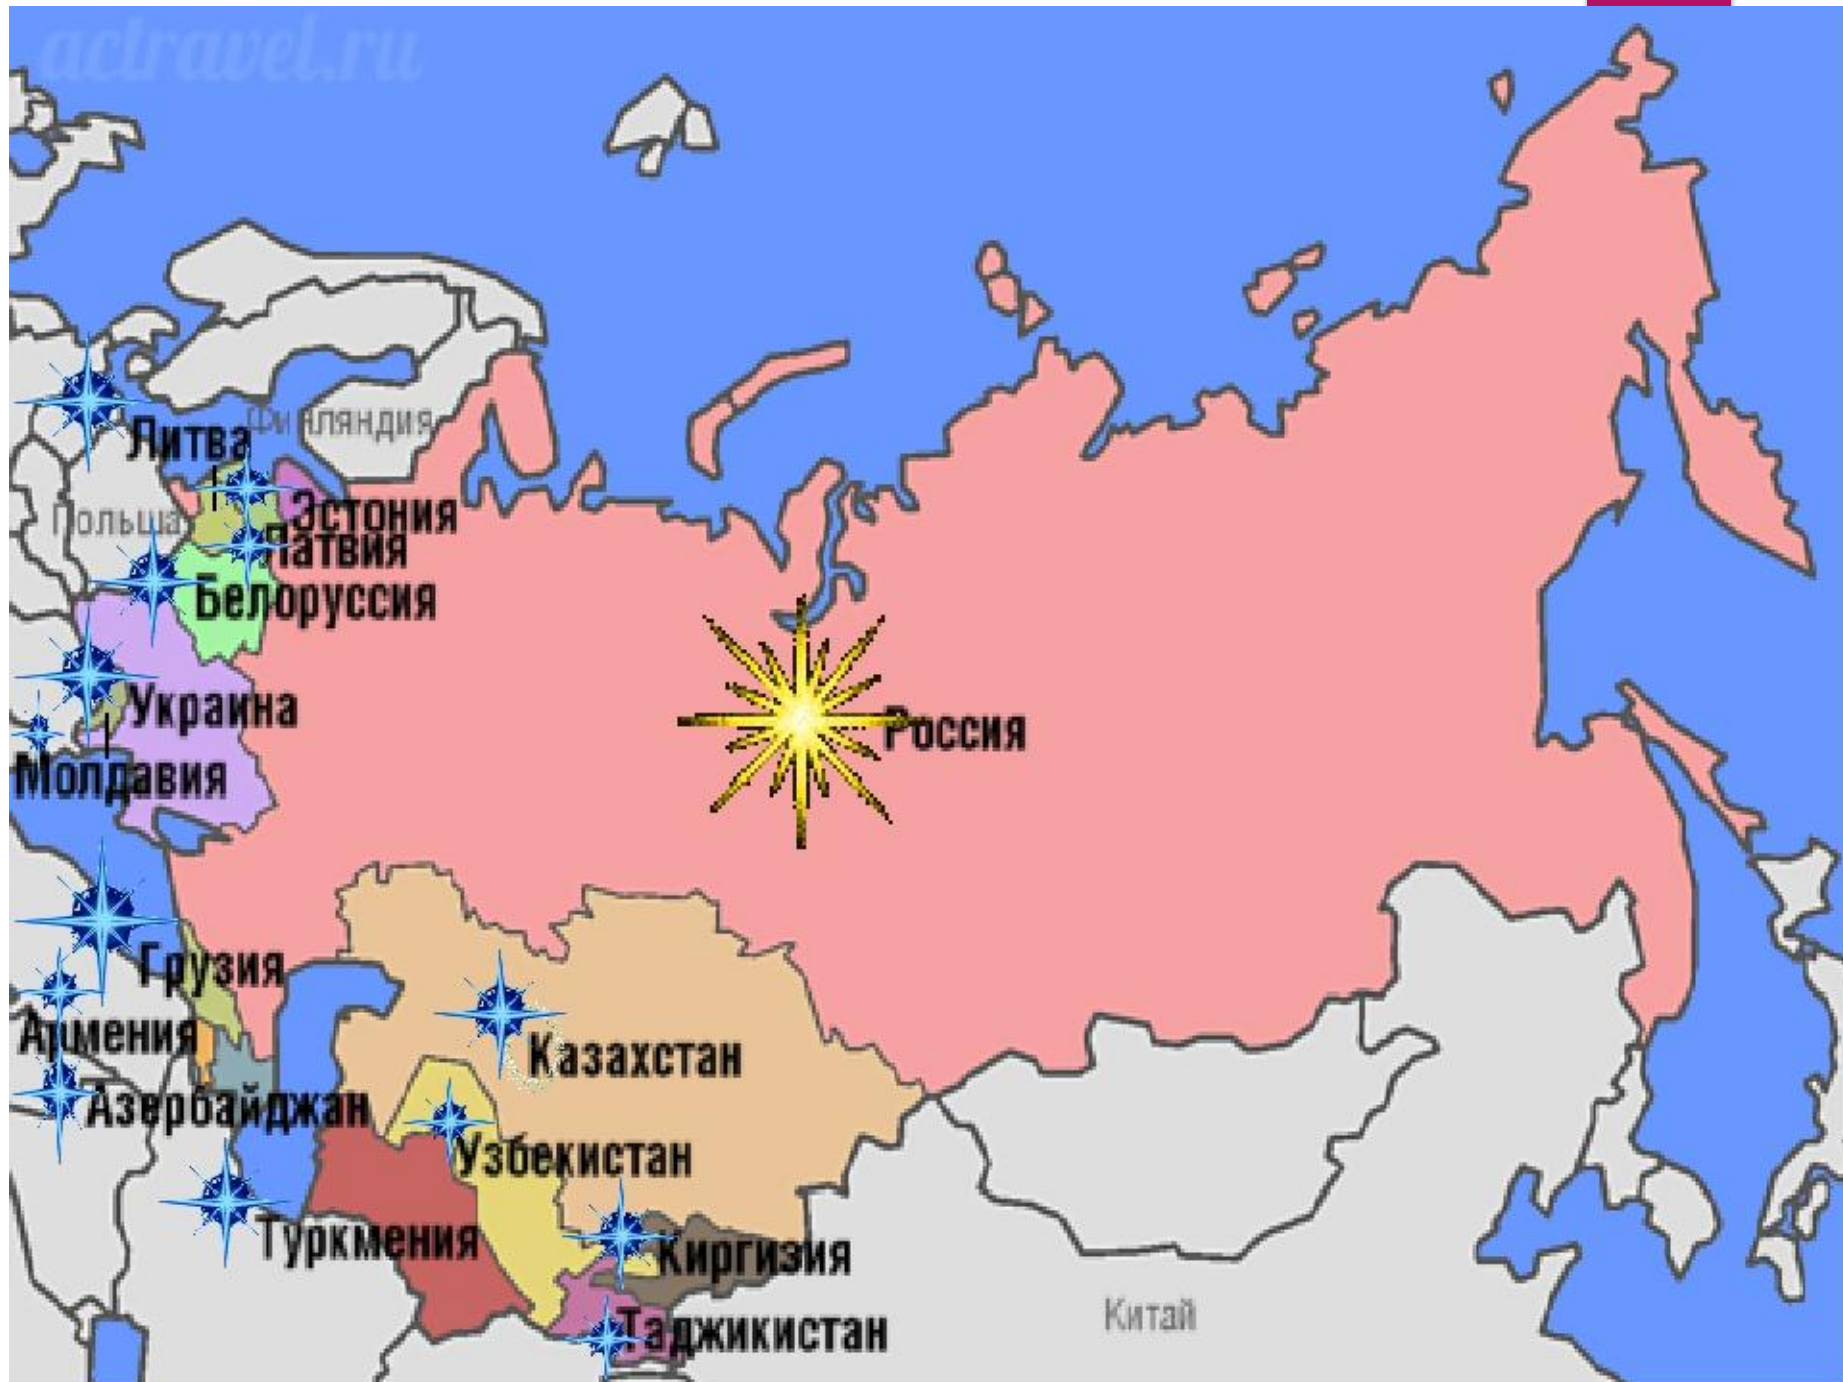 actravel.ru
Финляндия
Литва
Эстония
Польша
Латвия
Белоруссия
Украина
Россия
Молдавия
Грузия
Армения
Казахстан
Азербайджан
Узбекистан
Туркмения
Киргизия
Китай
Таджикистан